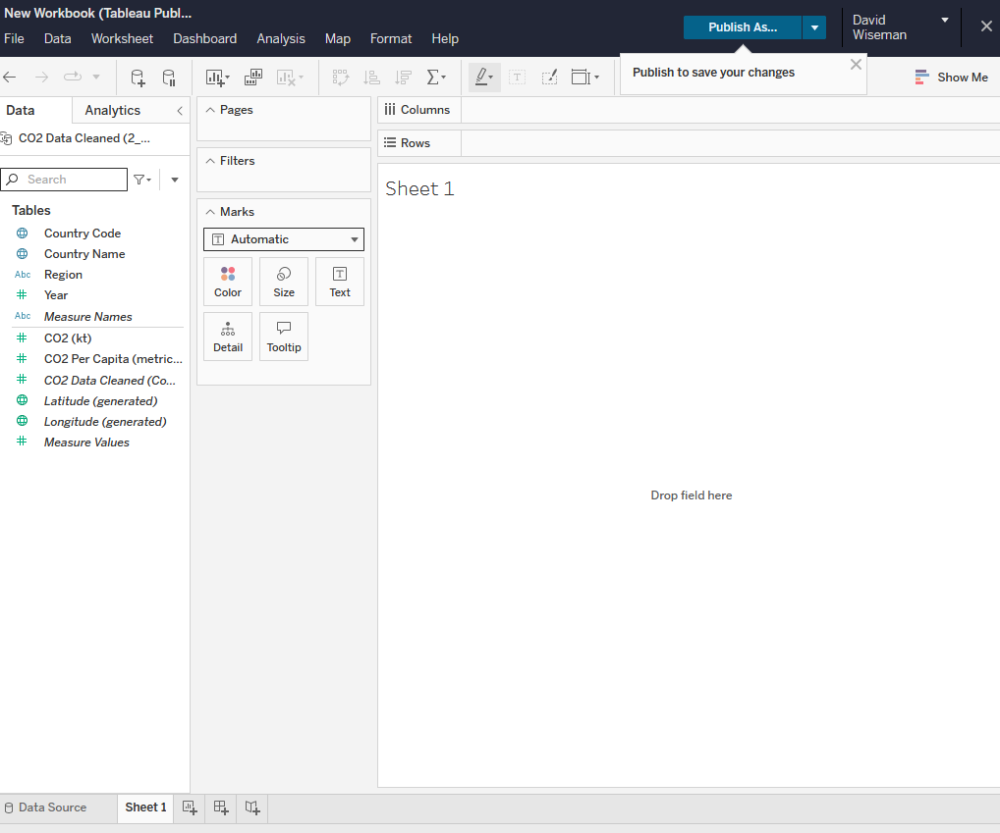 New Workbook (Tableau Publ...
File Data Worksheet Dashboard Analysis Map Format Help
Publish As...
David
Wiseman
Publish to save your changes
Show Me
Data Analytics
CO2 Data Cleaned (2_...
Search
Tables
Country Code
Country Name
Abc Region
Year
Abc Measure Names
CO2 (kt)
CO2 Per Capita (metric...
CO2 Data Cleaned (Co...
Latitude (generated)
Longitude (generated)
Measure Values
Pages
Filters
Marks
T Automatic
Color Size Text
Detail Tooltip
Columns
Rows
Sheet 1
Drop field here
Data Source Sheet 1